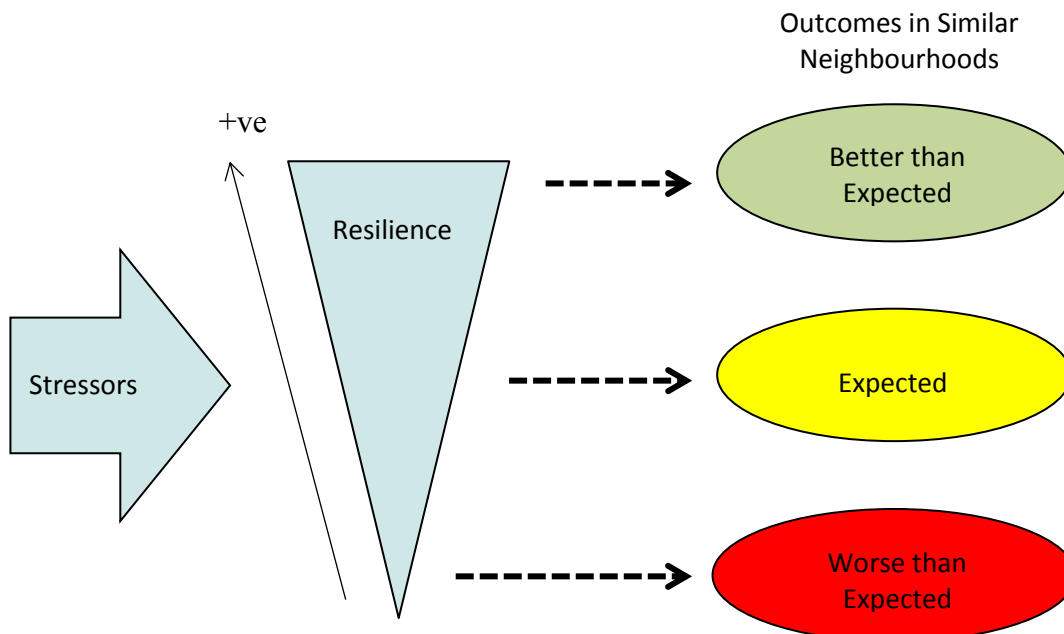 Outcomes in Similar
Neighbourhoods
+ve
Better than
Expected
Resilience
Stressors
Expected
Worse than
Expected